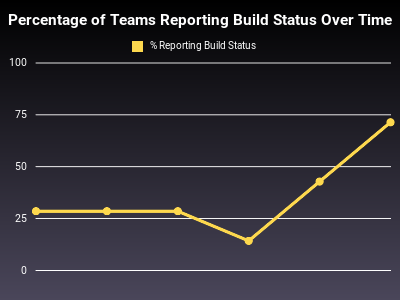 Percentage of Teams Reporting Build Status Over Time
% Reporting Build Status
100
75
50
25
0